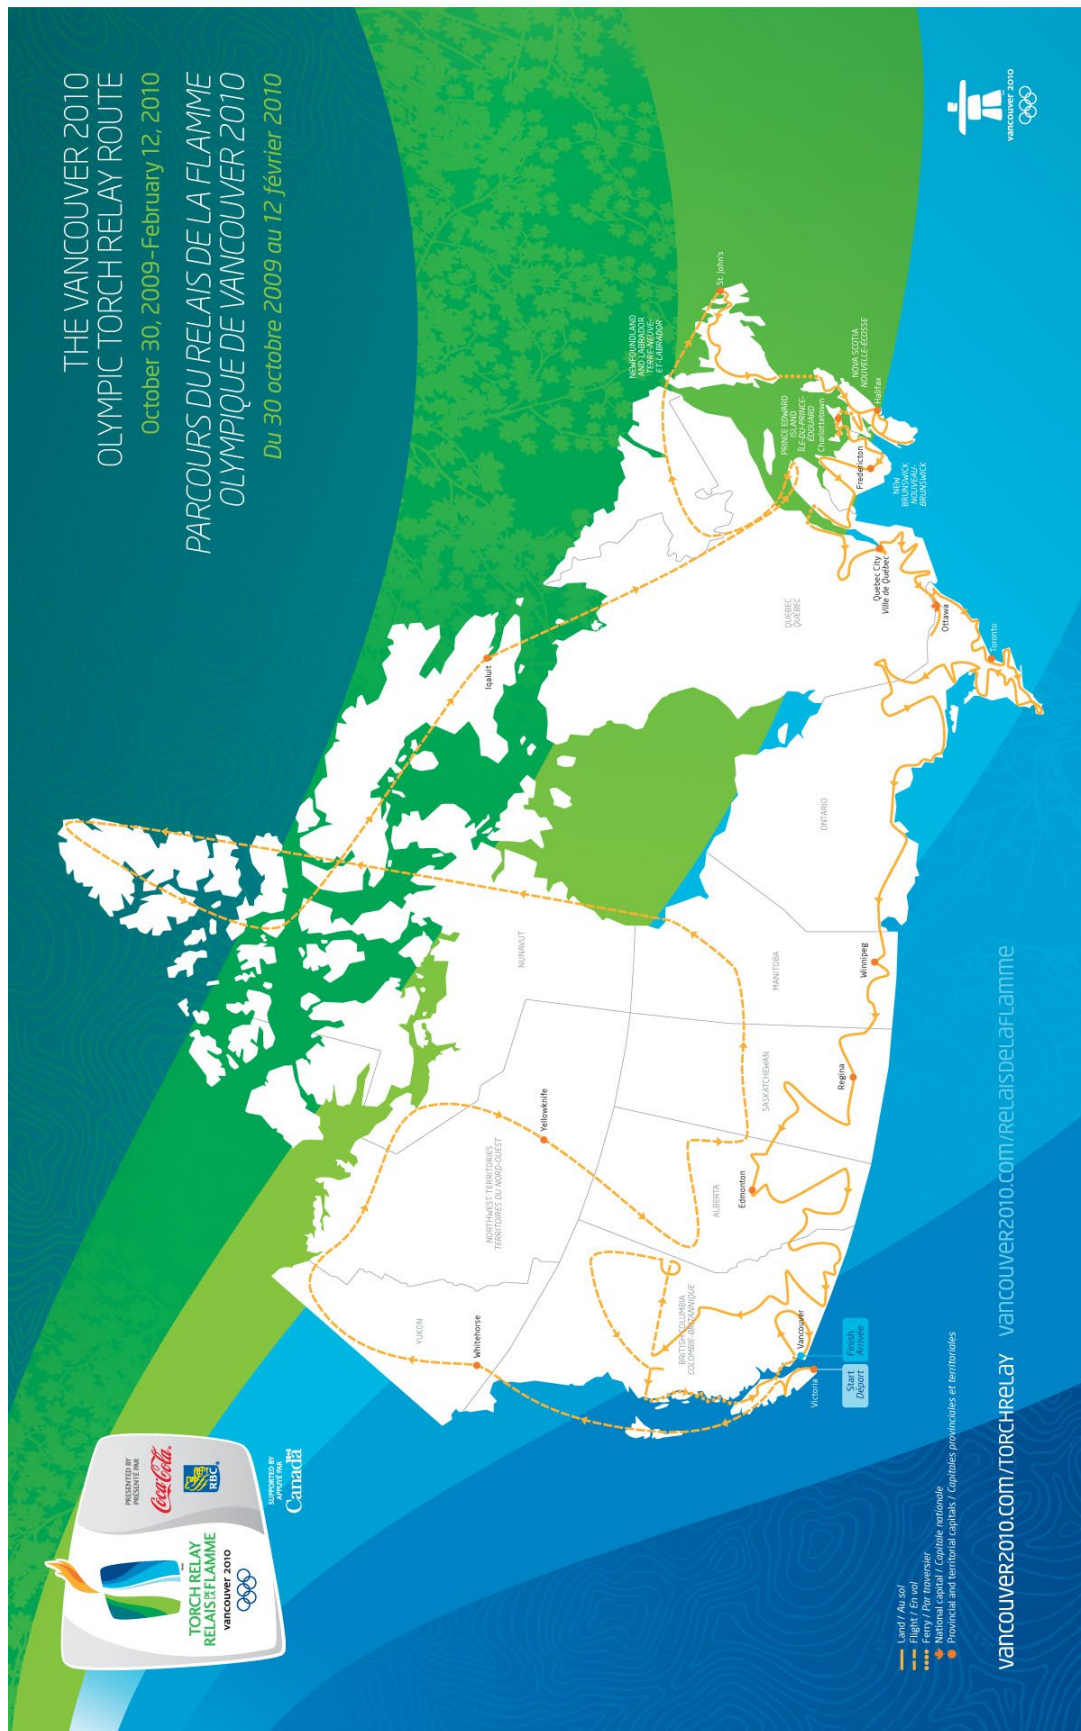 THE VANCOUVER 2010
OLYMPIC TORCH RELAY ROUTE
October 30, 2009–February 12, 2010
PARCOURS DU RELAIS DE LA FLAMME
OLYMPIQUE DE VANCOUVER 2010
Du 30 octobre 2009 au 12 février 2010
vancouver 2010
TORCH RELAY
RELAIS DE LA FLAMME
vancouver 2010
PRESENTED BY
PRÉSENTÉ PAR
Coca-Cola
RBC
SUPPORTED BY
APPUYÉ PAR
Canada
YUKON
Whitehorse
NORTHWEST TERRITORIES
TERRITOIRES DU NORD-OUEST
Yellowknife
NUNAVUT
Iqaluit
BRITISH COLUMBIA
COLOMBIE-BRITANNIQUE
Victoria
Vancouver
Start
Départ
Finish
Arrivée
ALBERTA
Edmonton
SASKATCHEWAN
Regina
MANITOBA
Winnipeg
ONTARIO
Toronto
Ottawa
QUEBEC
QUÉBEC
Quebec City
Ville de Québec
NEW
BRUNSWICK
NOUVEAU-
BRUNSWICK
Fredericton
PRINCE EDWARD
ISLAND
ÎLE-DU-PRINCE-
ÉDOUARD
Charlottetown
NOVA SCOTIA
NOUVELLE-ÉCOSSE
Halifax
NEWFOUNDLAND
AND LABRADOR
TERRE-NEUVE-
ET-LABRADOR
St. John's
Land / Au sol
Flight / En vol
Ferry / Par traversier
National capital / Capitale nationale
Provincial and territorial capitals / Capitales provinciales et territoriales
vancouver2010.com/TORCHRELAY vancouver2010.com/RELAISDELAFLAMME